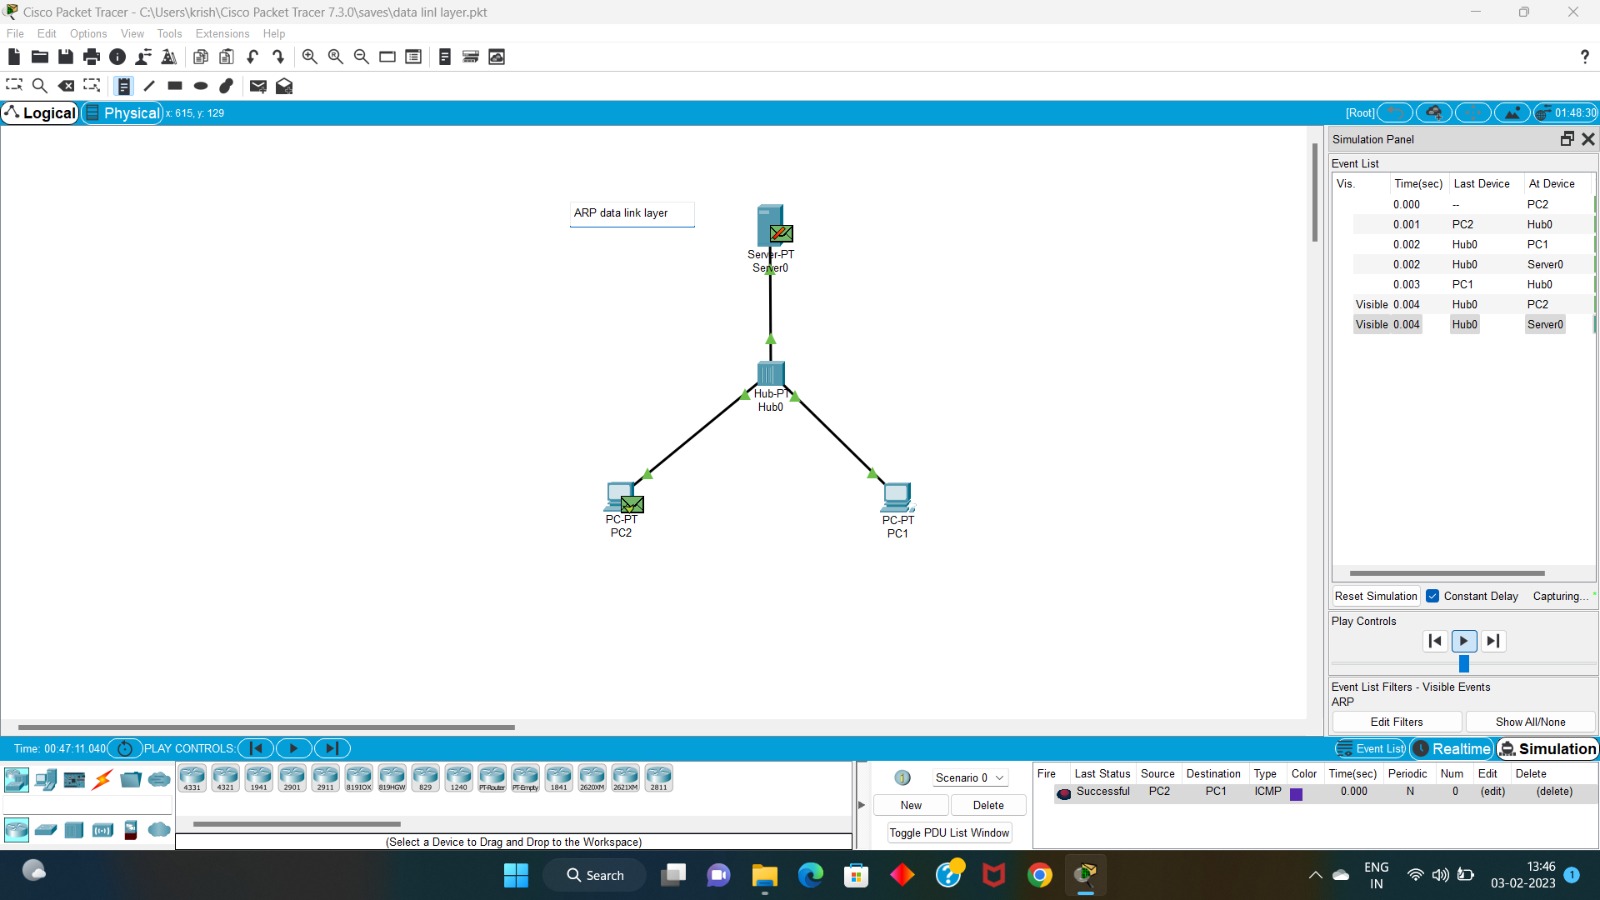 Cisco Packet Tracer - C:\Users\krish\Cisco Packet Tracer 7.3.0\saves\data linl layer.pkt
File Edit Options View Tools Extensions Help
?
Logical Physical x: 615, y: 129 [Root] 01:48:30
Simulation Panel
Event List
Vis. Time(sec) Last Device At Device
0.000 -- PC2
0.001 PC2 Hub0
0.002 Hub0 PC1
0.002 Hub0 Server0
0.003 PC1 Hub0
Visible 0.004 Hub0 PC2
Visible 0.004 Hub0 Server0
ARP data link layer
Server-PT
Server0
Hub-PT
Hub0
PC-PT
PC2
PC-PT
PC1
Reset Simulation Constant Delay Capturing...
Play Controls
Event List Filters - Visible Events
ARP
Edit Filters Show All/None
Time: 00:47:11.040 PLAY CONTROLS: Event List Realtime Simulation
4331 4321 1941 2901 2911 819IOX 819HGW 829 1240 PT-Router PT-Empty 1841 2620XM 2621XM 2811
(Select a Device to Drag and Drop to the Workspace)
Scenario 0
New Delete
Toggle PDU List Window
Fire Last Status Source Destination Type Color Time(sec) Periodic Num Edit Delete
Successful PC2 PC1 ICMP 0.000 N 0 (edit) (delete)
Search
ENG
IN
13:46
03-02-2023
1